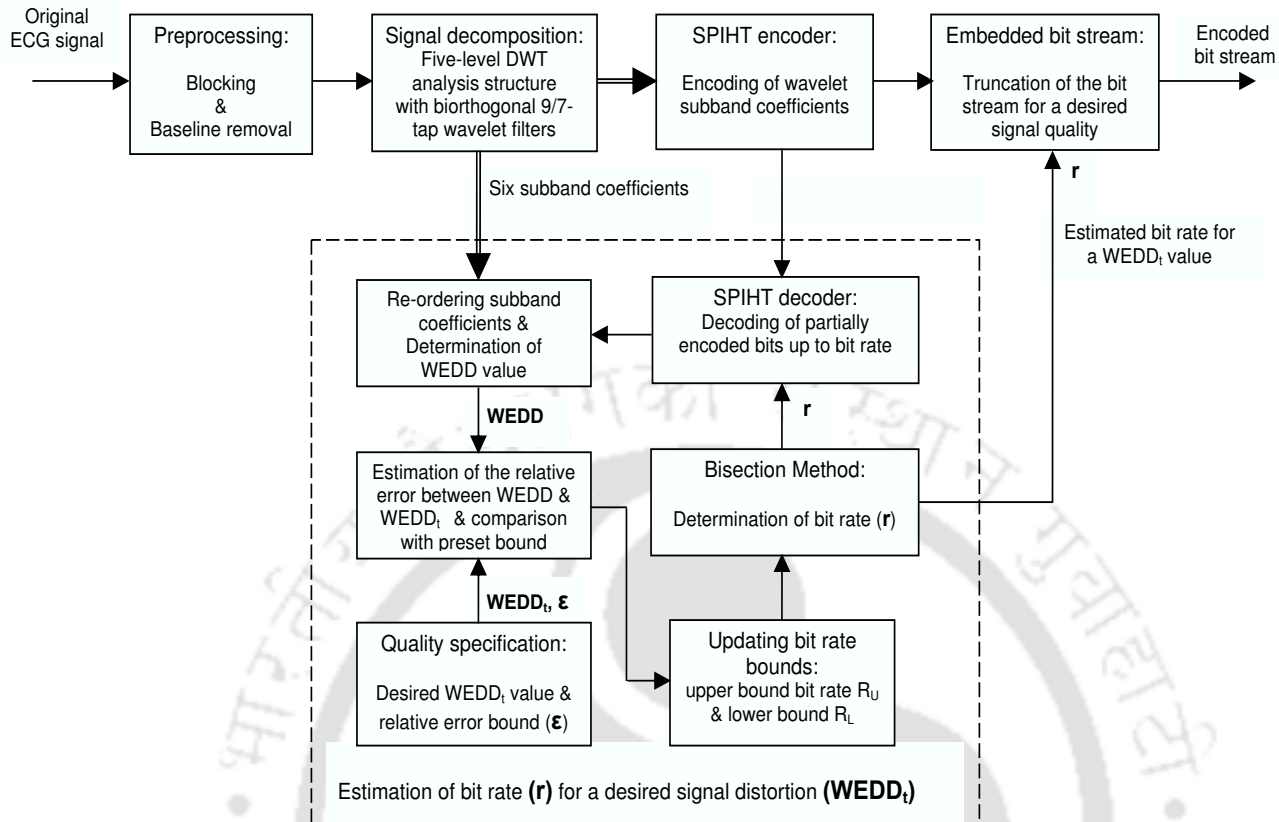 Original
ECG signal
Preprocessing:
Blocking
&
Baseline removal
Signal decomposition:
Five-level DWT
analysis structure
with biorthogonal 9/7-
tap wavelet filters
SPIHT encoder:
Encoding of wavelet
subband coefficients
Embedded bit stream:
Truncation of the bit
stream for a desired
signal quality
Encoded
bit stream
Six subband coefficients
r
Estimated bit rate for
a WEDDt value
Re-ordering subband
coefficients &
Determination of
WEDD value
SPIHT decoder:
Decoding of partially
encoded bits up to bit rate
WEDD
r
Estimation of the relative
error between WEDD &
WEDDt & comparison
with preset bound
Bisection Method:
Determination of bit rate (r)
WEDDt, ε
Quality specification:
Desired WEDDt value &
relative error bound (ε)
Updating bit rate
bounds:
upper bound bit rate RU
& lower bound RL
Estimation of bit rate (r) for a desired signal distortion (WEDDt)